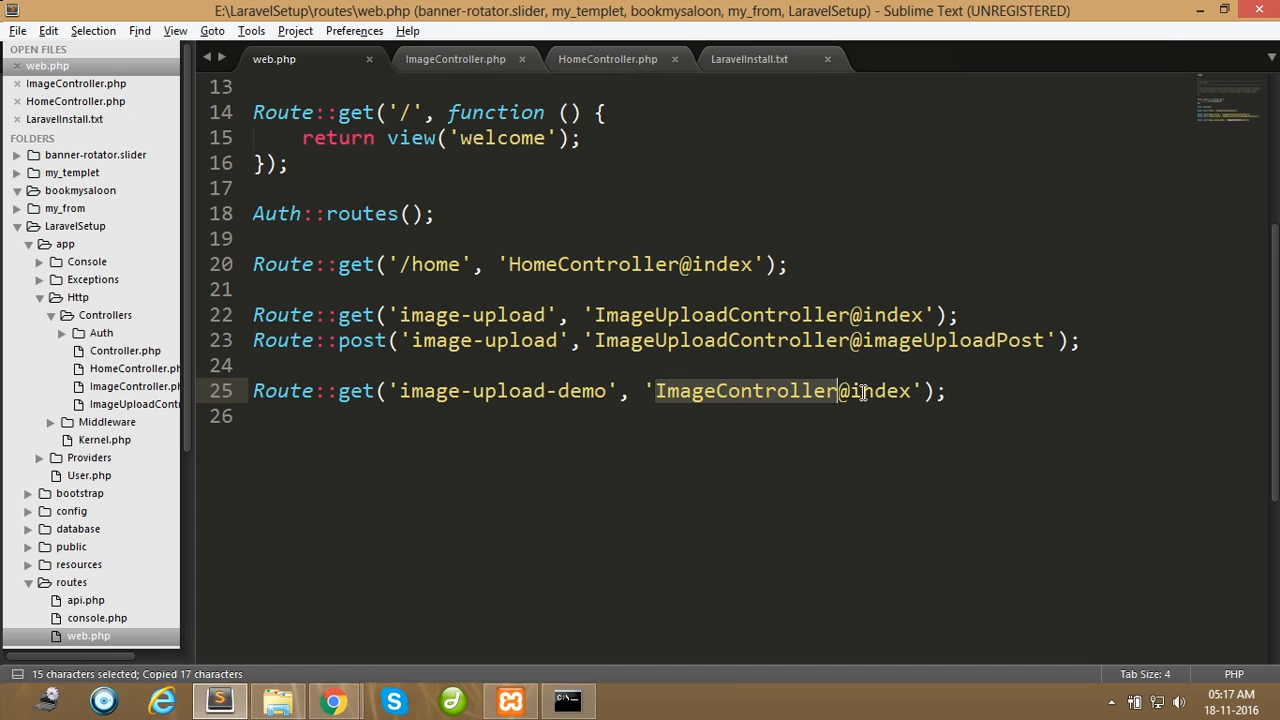 E:\LaravelSetup\routes\web.php (banner-rotator.slider, my_templet, bookmysaloon, my_from, LaravelSetup) - Sublime Text (UNREGISTERED)
File Edit Selection Find View Goto Tools Project Preferences Help
OPEN FILES
web.php
ImageController.php
HomeController.php
LaravelInstall.txt
FOLDERS
banner-rotator.slider
my_templet
bookmysaloon
my_from
LaravelSetup
app
Console
Exceptions
Http
Controllers
Auth
Controller.php
HomeController.p
ImageController.p
ImageUploadCont
Middleware
Kernel.php
Providers
User.php
bootstrap
config
database
public
resources
routes
api.php
console.php
web.php
web.php ImageController.php HomeController.php LaravelInstall.txt
13
14 Route::get('/', function () {
15 return view('welcome');
16 });
17
18 Auth::routes();
19
20 Route::get('/home', 'HomeController@index');
21
22 Route::get('image-upload', 'ImageUploadController@index');
23 Route::post('image-upload','ImageUploadController@imageUploadPost');
24
25 Route::get('image-upload-demo', 'ImageController@index');
26
15 characters selected; Copied 17 characters Tab Size: 4 PHP
05:17 AM
18-11-2016